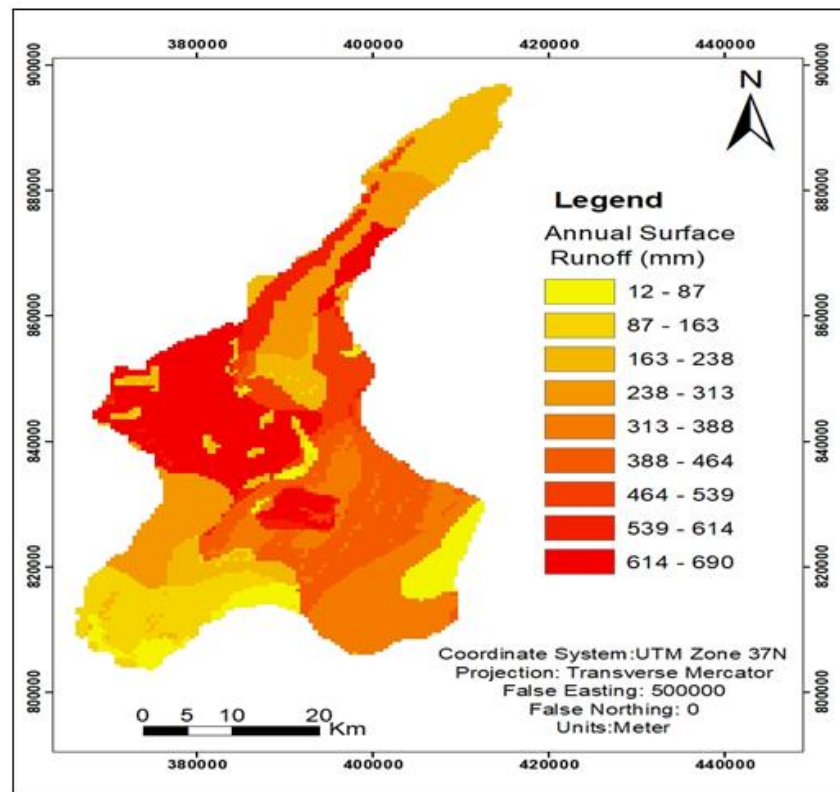 380000 400000 420000 440000
900000
N
880000
Legend
Annual Surface
Runoff (mm)
12 - 87
87 - 163
163 - 238
238 - 313
313 - 388
388 - 464
464 - 539
539 - 614
614 - 690
860000
840000
820000
800000
900000
880000
860000
840000
820000
800000
Coordinate System:UTM Zone 37N
Projection: Transverse Mercator
False Easting: 500000
False Northing: 0
Units:Meter
0 5 10 20
Km
380000 400000 420000 440000